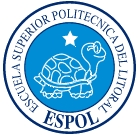 ESCUELA SUPERIOR POLITECNICA DEL LITORAL
ESPOL